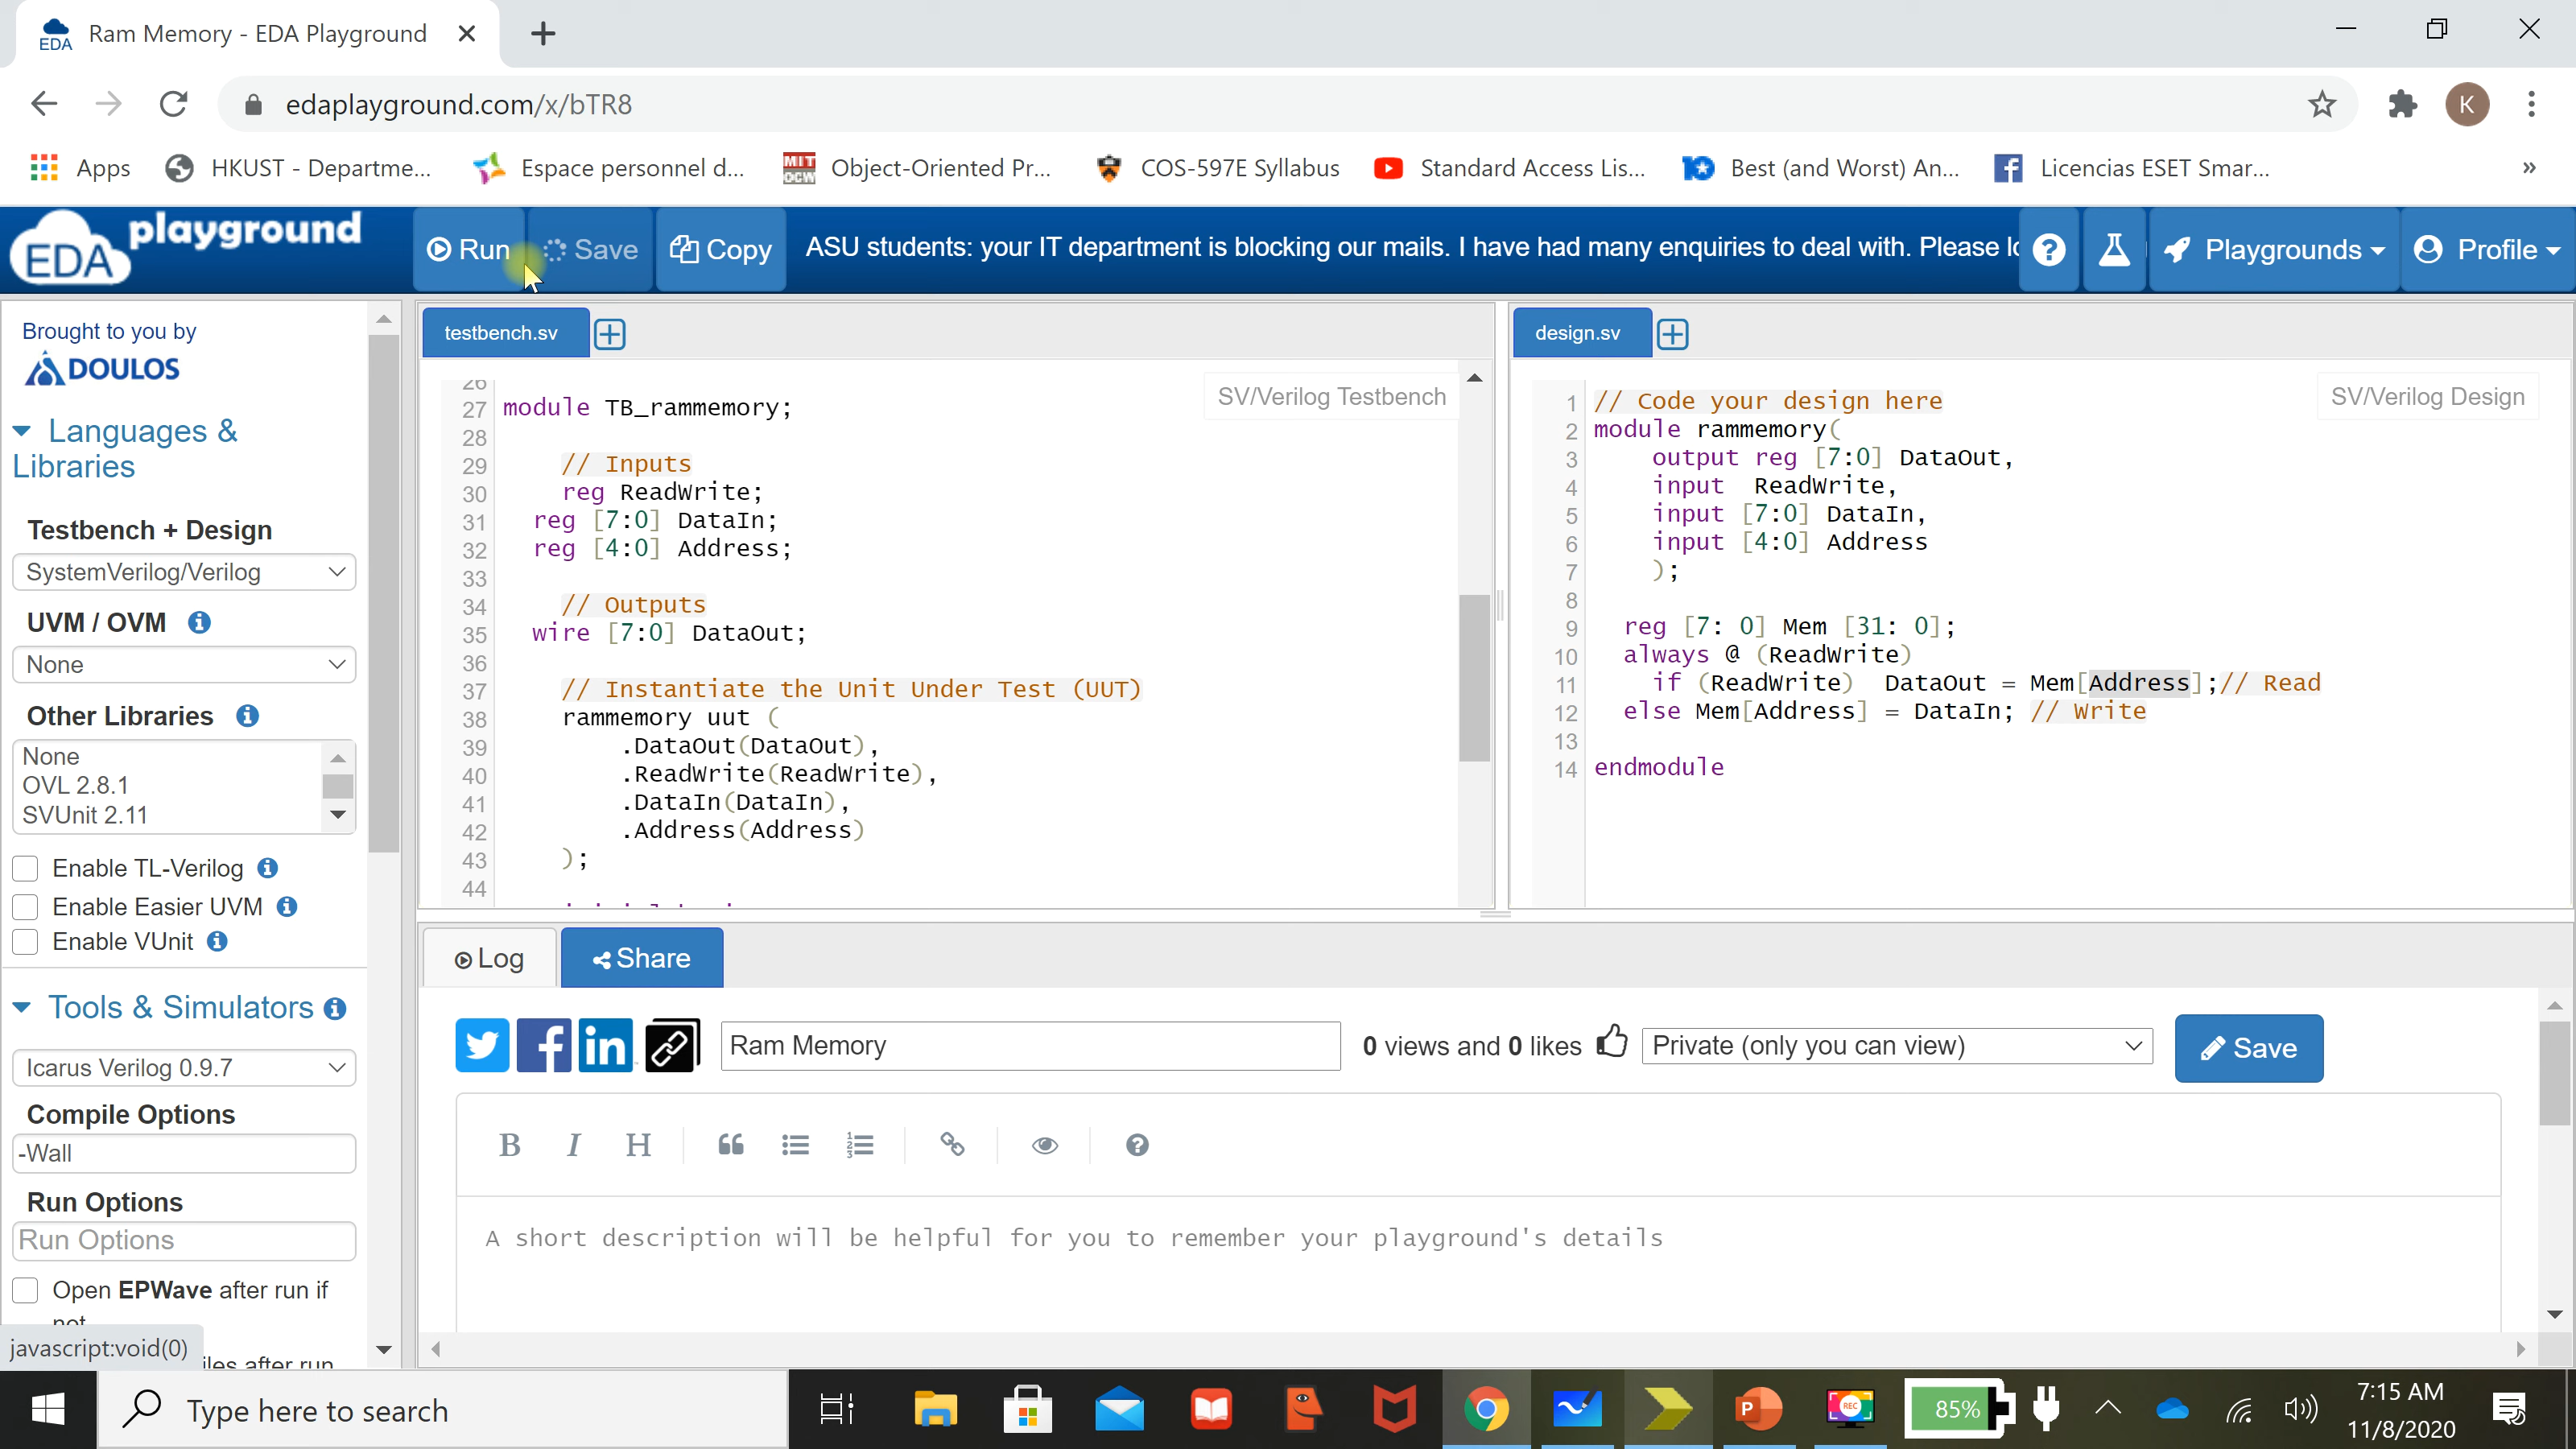 Ram Memory - EDA Playground
edaplayground.com/x/bTR8
K
Apps
HKUST - Departme...
Espace personnel d...
Object-Oriented Pr...
COS-597E Syllabus
Standard Access Lis...
Best (and Worst) An...
Licencias ESET Smar...
»
EDA playground
Run
Save
Copy
ASU students: your IT department is blocking our mails. I have had many enquiries to deal with. Please lo
Playgrounds
Profile
Brought to you by
DOULOS
Languages &
Libraries
Testbench + Design
SystemVerilog/Verilog
UVM / OVM
None
Other Libraries
None
OVL 2.8.1
SVUnit 2.11
Enable TL-Verilog
Enable Easier UVM
Enable VUnit
Tools & Simulators
Icarus Verilog 0.9.7
Compile Options
-Wall
Run Options
Run Options
Open EPWave after run if
not
iles after run
javascript:void(0)
testbench.sv
SV/Verilog Testbench
26
27 module TB_rammemory;
28
29 // Inputs
30 reg ReadWrite;
31 reg [7:0] DataIn;
32 reg [4:0] Address;
33
34 // Outputs
35 wire [7:0] DataOut;
36
37 // Instantiate the Unit Under Test (UUT)
38 rammemory uut (
39 .DataOut(DataOut),
40 .ReadWrite(ReadWrite),
41 .DataIn(DataIn),
42 .Address(Address)
43 );
44
design.sv
SV/Verilog Design
1 // Code your design here
2 module rammemory(
3 output reg [7:0] DataOut,
4 input  ReadWrite,
5 input [7:0] DataIn,
6 input [4:0] Address
7 );
8
9 reg [7: 0] Mem [31: 0];
10 always @ (ReadWrite)
11 if (ReadWrite)  DataOut = Mem[Address];// Read
12 else Mem[Address] = DataIn; // Write
13
14 endmodule
Log
Share
Ram Memory
0 views and 0 likes
Private (only you can view)
Save
B I H
A short description will be helpful for you to remember your playground's details
Type here to search
85%
7:15 AM
11/8/2020